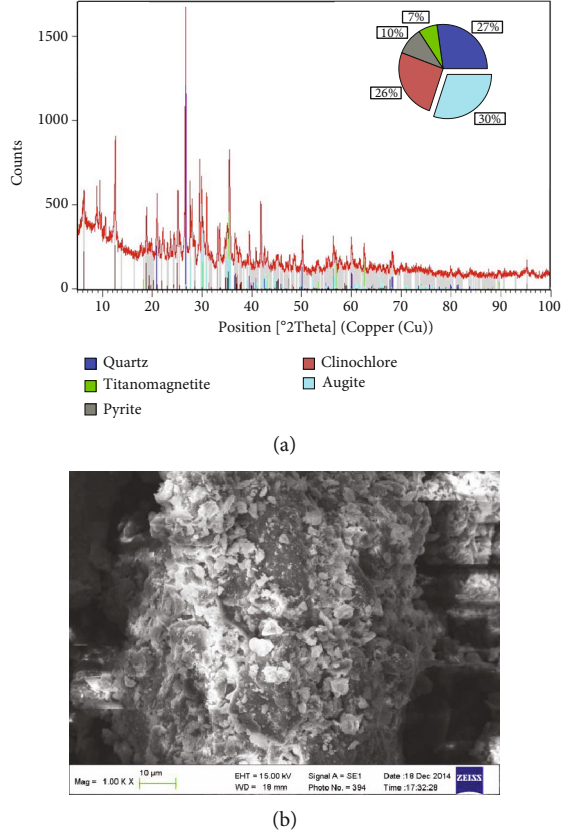 7%
27%
10%
26%
30%
1500
1000
500
0
Counts
10 20 30 40 50 60 70 80 90 100
Position [°2Theta] (Copper (Cu))
Quartz Clinochlore
Titanomagnetite Augite
Pyrite
(a)
Mag = 1.00 K X 10 µm EHT = 15.00 kV Signal A = SE1 Date :18 Dec 2014 ZEISS
WD = 18 mm Photo No. = 394 Time :17:32:28
(b)